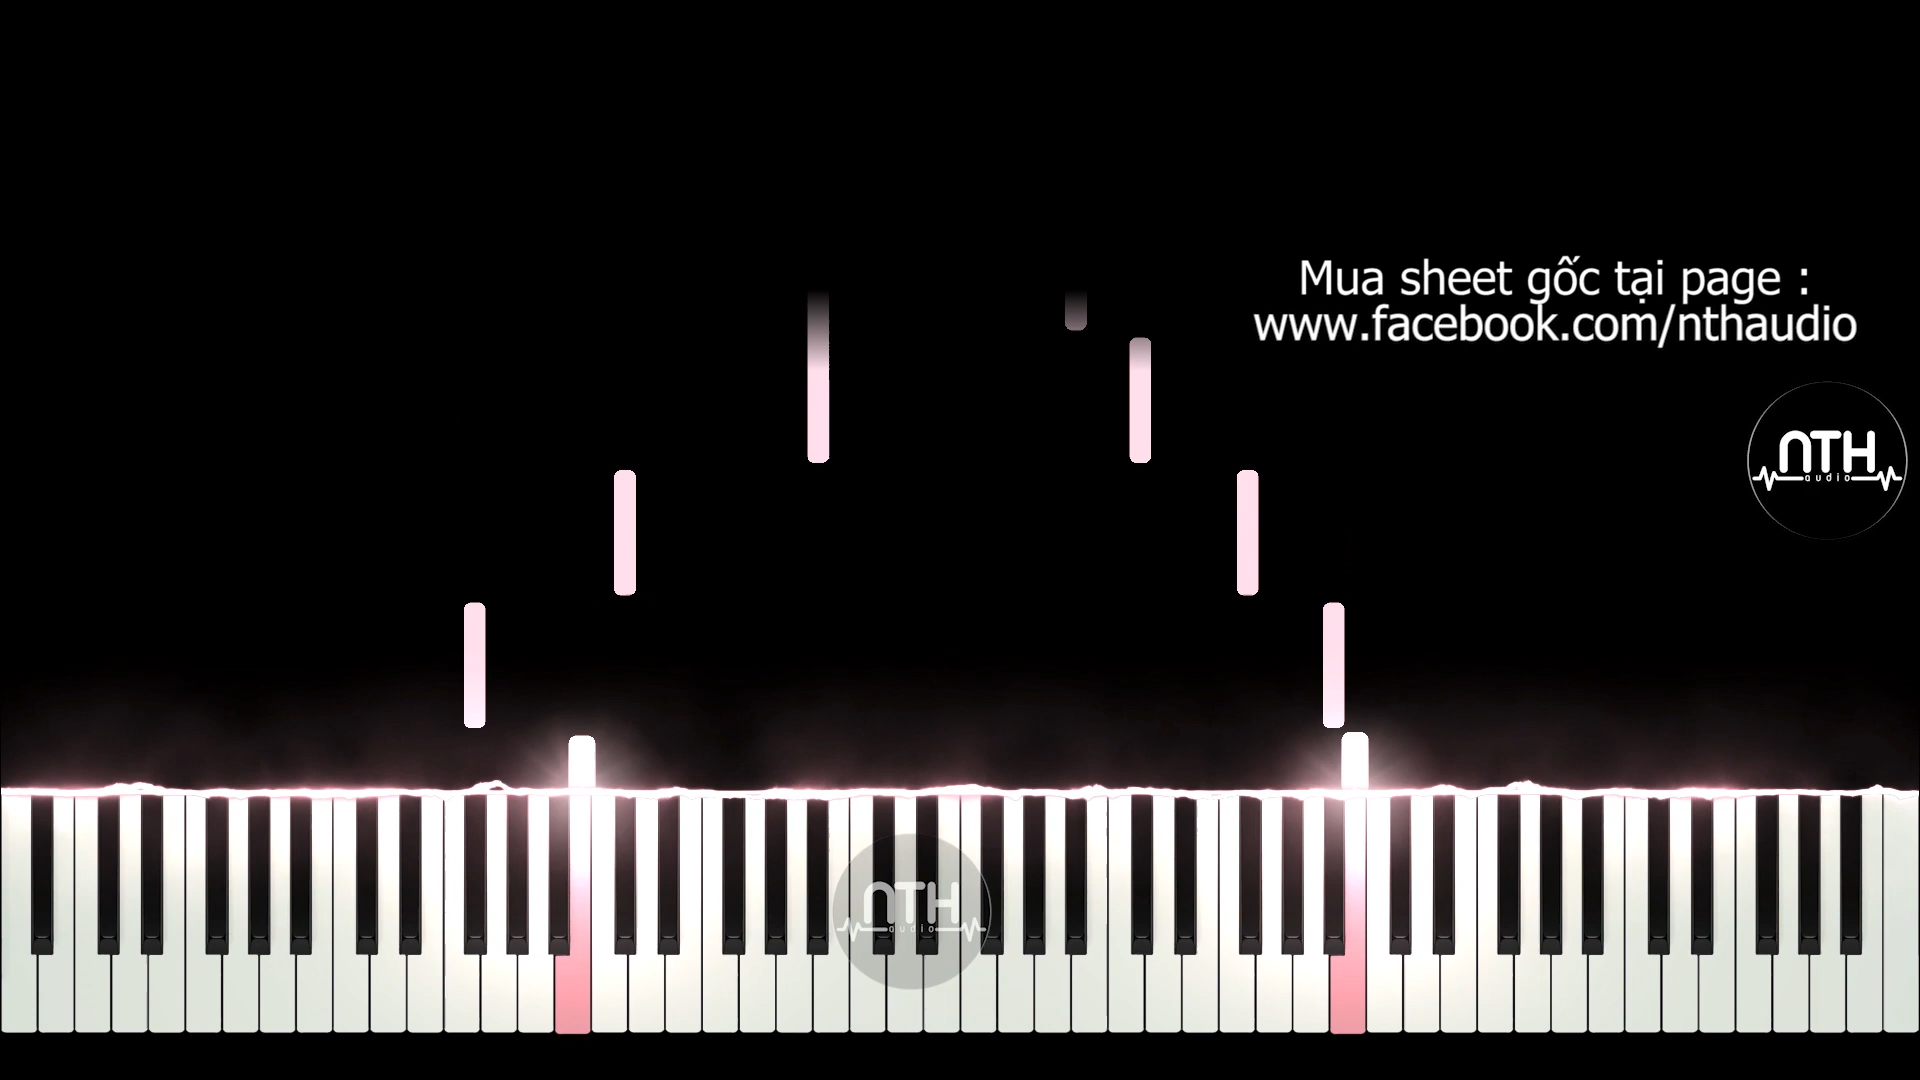 Mua sheet gốc tại page :
www.facebook.com/nthaudio
NTH
audio
NTH
audio